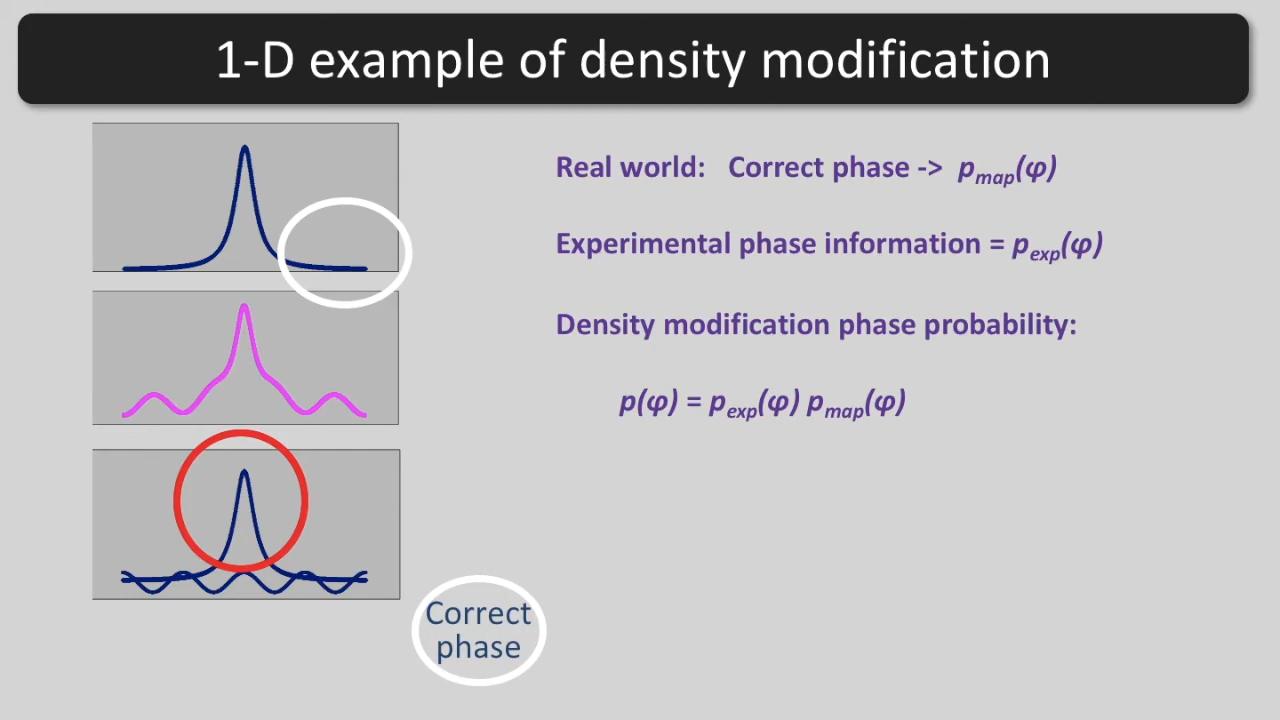 1-D example of density modification
Real world: Correct phase -> pmap(φ)
Experimental phase information = pexp(φ)
Density modification phase probability:
p(φ) = pexp(φ) pmap(φ)
Correct
phase